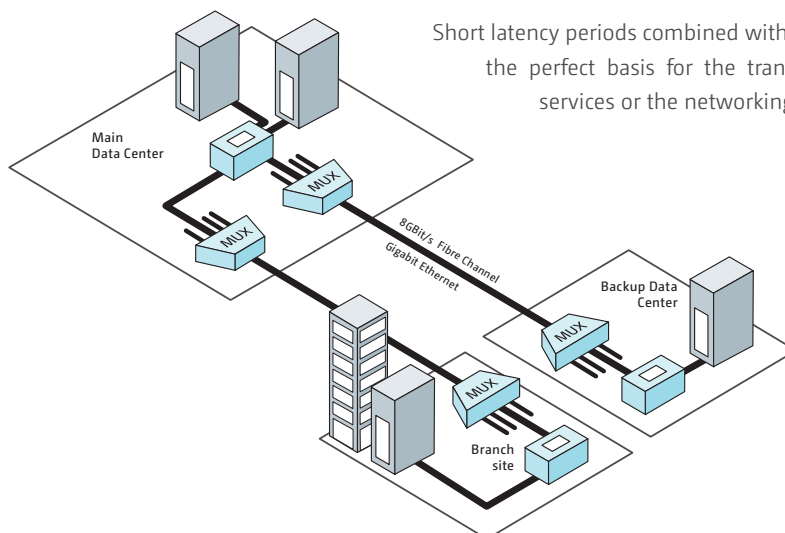 Short latency periods combined with
the perfect basis for the tran
services or the networking
Main
Data Center
MUX
MUX
8GBit/s Fibre Channel
Gigabit Ethernet
Backup Data
Center
MUX
MUX
Branch
site